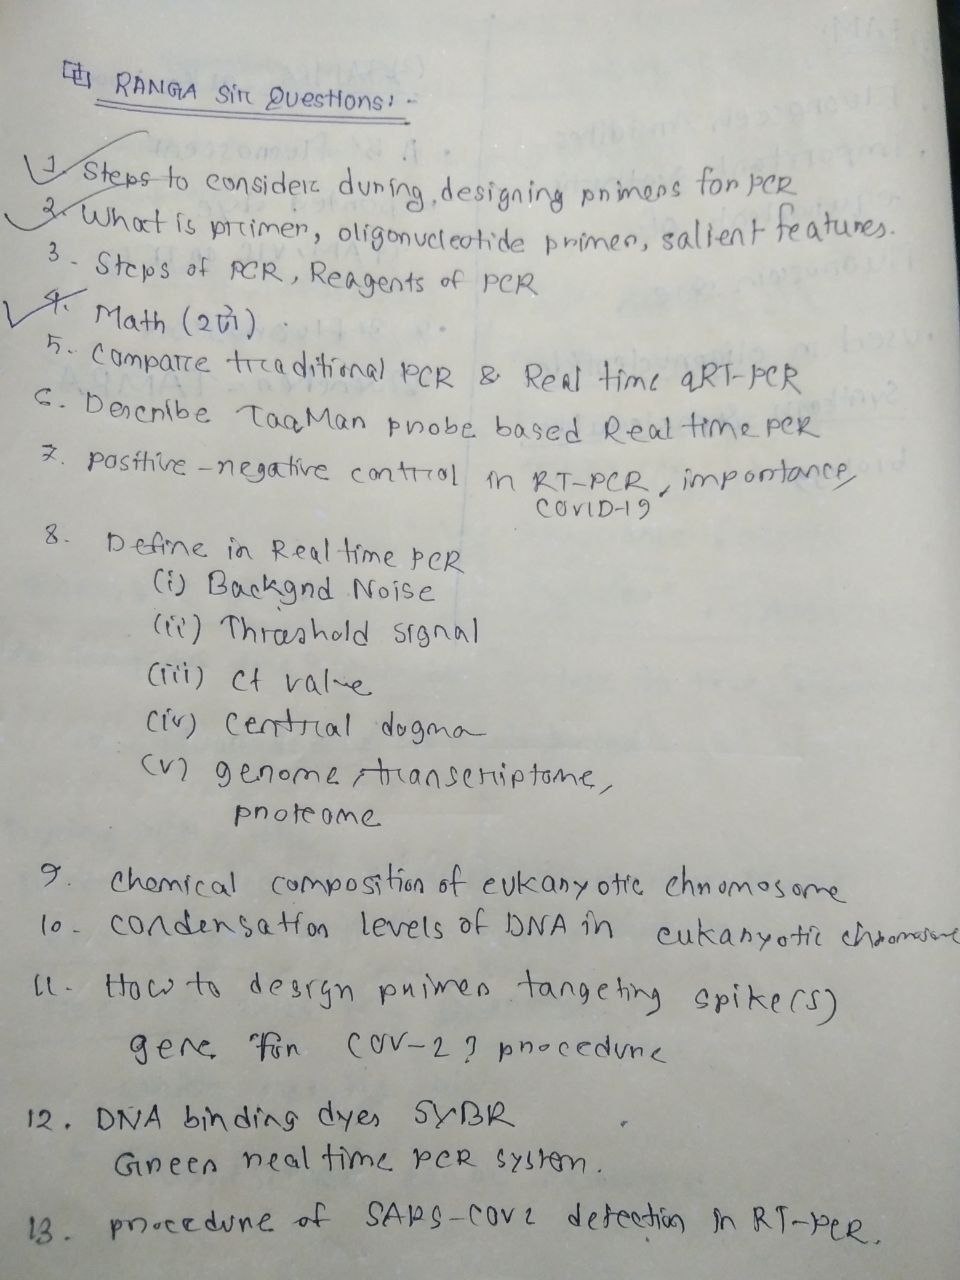 RANGA Sir Questions:-
1. Steps to consider during designing primers for PCR
2. What is primer, oligonucleotide primer, salient features.
3. Steps of PCR, Reagents of PCR
4. Math (2টা)
5. Compare traditional PCR & Real time qRT-PCR
6. Describe TaqMan probe based Real time PCR
7. positive-negative control in RT-PCR, importance,
COVID-19
8. Define in Real time PCR
(i) Backgnd Noise
(ii) Threshold signal
(iii) Ct value
(iv) Central dogma
(v) genome, transcriptome,
proteome
9. chemical composition of eukaryotic chromosome
10. condensation levels of DNA in eukaryotic chromosome
11. How to design primer targeting spike(S)
gene for COV-2? procedure
12. DNA binding dyes SYBR
Green real time PCR system.
13. procedure of SARS-COV2 detection in RT-PCR.